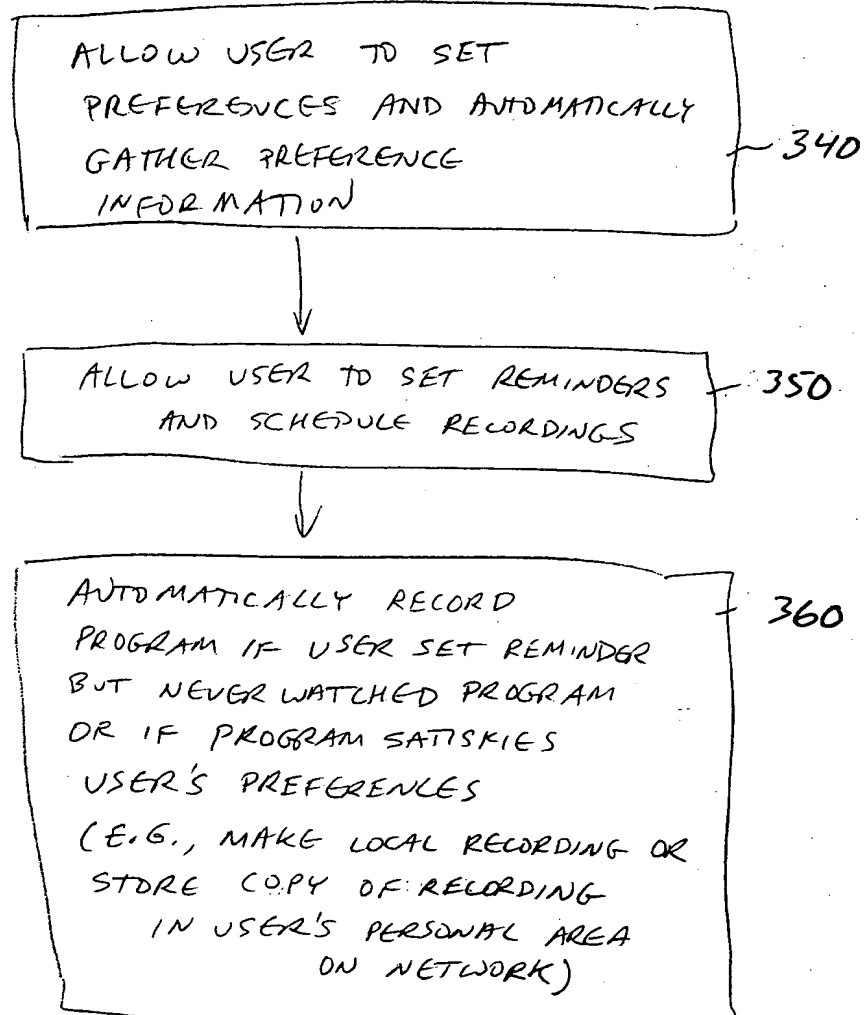 ALLOW USER TO SET
PREFERENCES AND AUTOMATICALLY
GATHER PREFERENCE
INFORMATION
340
ALLOW USER TO SET REMINDERS
AND SCHEDULE RECORDINGS
350
AUTOMATICALLY RECORD
PROGRAM IF USER SET REMINDER
BUT NEVER WATCHED PROGRAM
OR IF PROGRAM SATISKIES
USER'S PREFERENCES
(E.G., MAKE LOCAL RECORDING OR
STORE COPY OF RECORDING
IN USER'S PERSONAL AREA
ON NETWORK)
360